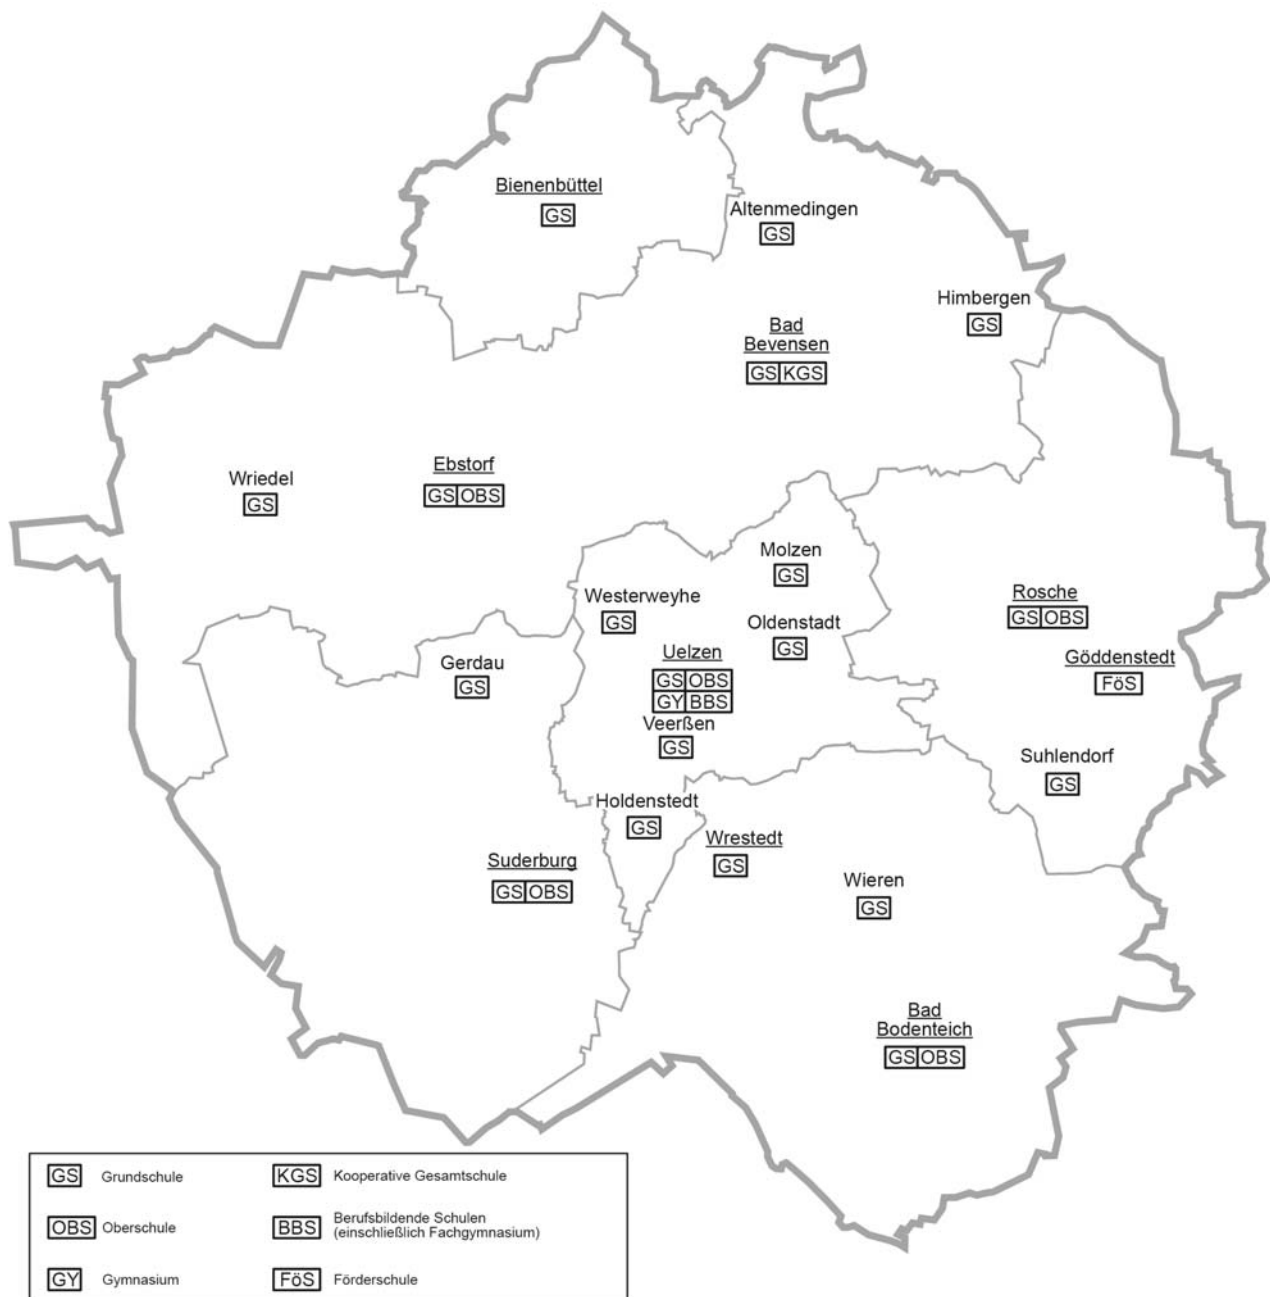 Bienenbüttel
GS
Altenmedingen
GS
Himbergen
GS
Bad
Bevensen
GS KGS
Wriedel
GS
Ebstorf
GS OBS
Molzen
GS
Westerweyhe
GS
Oldenstadt
GS
Rosche
GS OBS
Göddenstedt
FöS
Gerdau
GS
Uelzen
GS OBS
GY BBS
Veerßen
GS
Suhlendorf
GS
Holdenstedt
GS
Wrestedt
GS
Suderburg
GS OBS
Wieren
GS
Bad
Bodenteich
GS OBS
GS Grundschule
KGS Kooperative Gesamtschule
OBS Oberschule
BBS Berufsbildende Schulen
(einschließlich Fachgymnasium)
GY Gymnasium
FöS Förderschule